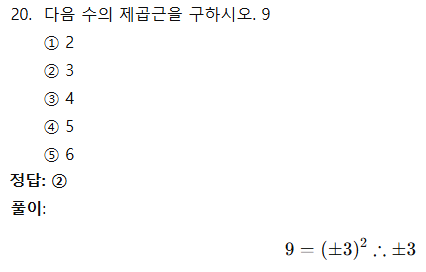 20. 다음 수의 제곱근을 구하시오. 9
① 2
② 3
③ 4
④ 5
⑤ 6
정답: ②
풀이:
9 = (±3)² ∴ ±3